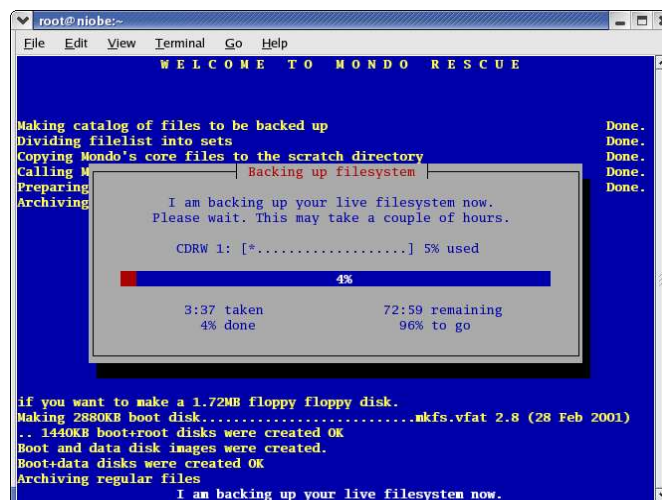 root@niobe:~
File Edit View Terminal Go Help
WELCOME TO MONDO RESCUE
Making catalog of files to be backed up Done.
Dividing filelist into sets Done.
Copying Mondo's core files to the scratch directory Done.
Calling M Done.
Preparing Done.
Archiving
Backing up filesystem
I am backing up your live filesystem now.
Please wait. This may take a couple of hours.
CDRW 1: [*...................] 5% used
4%
3:37 taken 72:59 remaining
4% done 96% to go
if you want to make a 1.72MB floppy floppy disk.
Making 2880KB boot disk...........................mkfs.vfat 2.8 (28 Feb 2001)
.. 1440KB boot+root disks were created OK
Boot and data disk images were created.
Boot+data disks were created OK
Archiving regular files
I am backing up your live filesystem now.